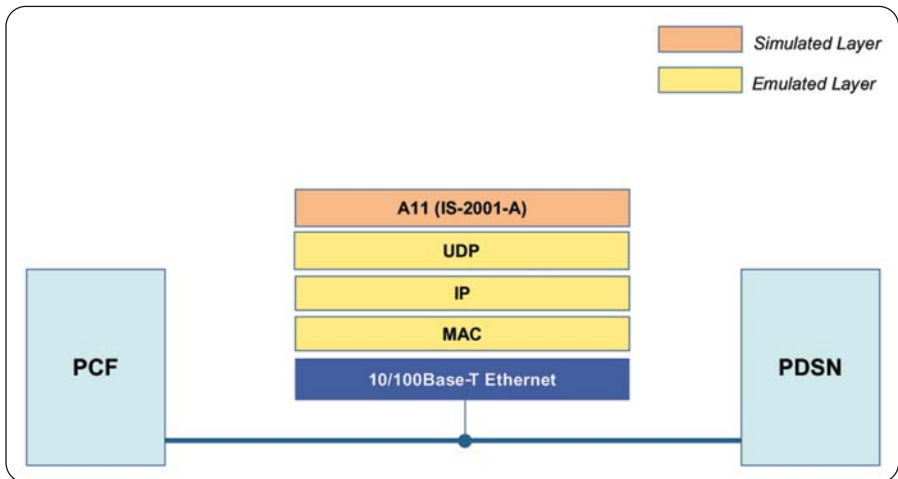 Simulated Layer
Emulated Layer
A11 (IS-2001-A)
UDP
IP
MAC
10/100Base-T Ethernet
PCF
PDSN